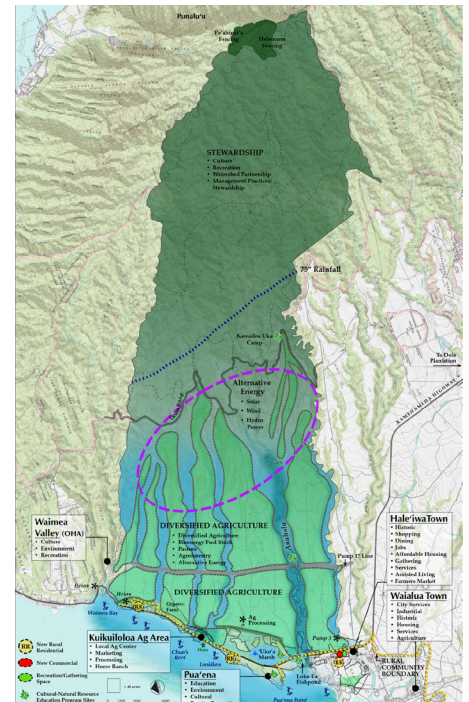 Punalu'u
Fencing
Fencing
STEWARDSHIP
• Culture
• Recreation
• Watershed Partnership
• Management Practices/
Stewardship
75" Rainfall
Kawailoa Uka
Camp
To Dole
Plantation
KAMEHAMEHA HIGHWAY
Alternative
Energy
• Solar
• Wind
• Hydro
Power
Anahulu
Waimea
Valley (OHA)
• Culture
• Environment
• Recreation
DIVERSIFIED AGRICULTURE
• Diversified Agriculture
• Bioenergy Fuel Stock
• Pasture
• Agroforestry
• Alternative Energy
Pump 17 Line
Hale'iwa Town
• Historic
• Shopping
• Dining
• Jobs
• Affordable Housing
• Gathering
• Services
• Assisted Living
• Farmers Market
DIVERSIFIED AGRICULTURE
Waimea Bay
Organic
Farm
Ag
Processing
Pump 3
Waialua Town
• City Services
• Industrial
• Historic
• Housing
• Services
• Agriculture
RR
New Rural
Residential
New Commercial
Recreation/Gathering
Space
Cultural-Natural Resource
Education Program Sites
Kuikuiloloa Ag Area
• Local Ag Center
• Marketing
• Processing
• Horse Ranch
Chun's
Reef
Laniākea
Uko'a
Marsh
Loko Ea
Fishpond
RURAL
COMMUNITY
BOUNDARY
Pua'ena
• Education
• Environment
• Cultural
Pua'ena Point